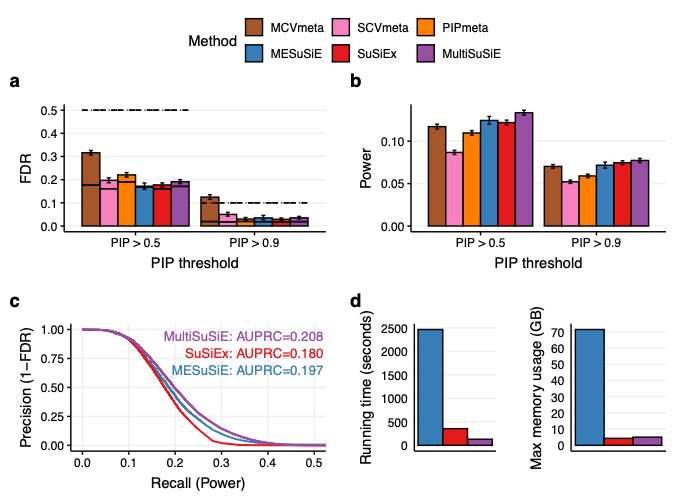 Method
MCVmeta SCVmeta PIPmeta
MESuSiE SuSiEx MultiSuSiE
a
FDR
0.5
0.4
0.3
0.2
0.1
0.0
PIP > 0.5 PIP > 0.9
PIP threshold
b
Power
0.10
0.05
0.00
PIP > 0.5 PIP > 0.9
PIP threshold
c
Precision (1−FDR)
1.00
0.75
0.50
0.25
0.00
MultiSuSiE: AUPRC=0.208
SuSiEx: AUPRC=0.180
MESuSiE: AUPRC=0.197
0.0 0.1 0.2 0.3 0.4 0.5
Recall (Power)
d
Running time (seconds)
2500
2000
1500
1000
500
0
Max memory usage (GB)
70
60
50
40
30
20
10
0